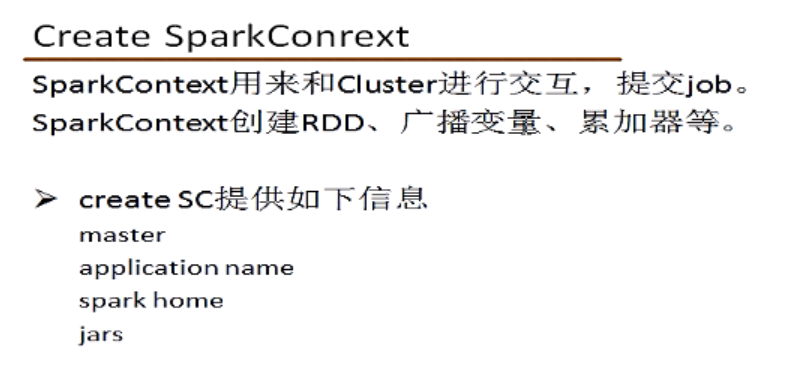 Create SparkConrext
SparkContext用来和Cluster进行交互，提交job。
SparkContext创建RDD、广播变量、累加器等。
➢ create SC提供如下信息
master
application name
spark home
jars